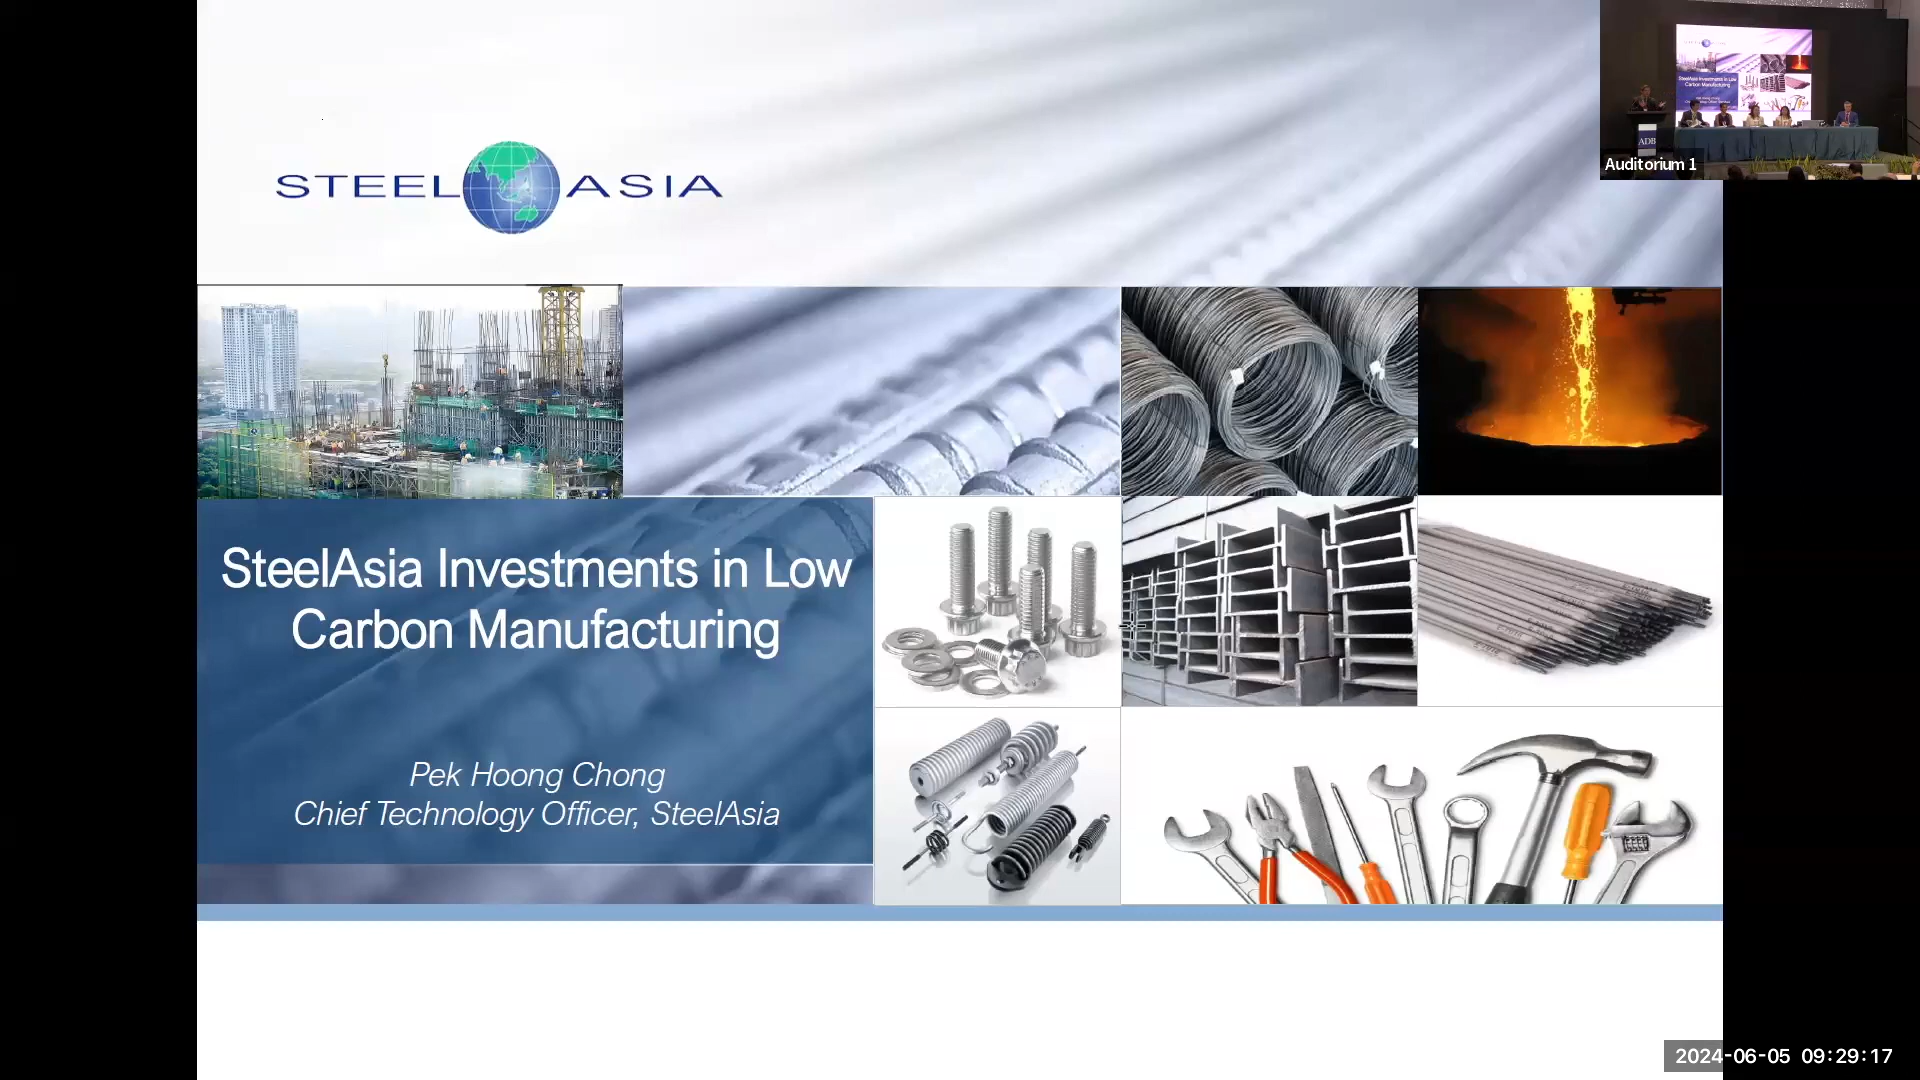 STEEL ASIA
SteelAsia Investments in Low
Carbon Manufacturing
Pek Hoong Chong
Chief Technology Officer, SteelAsia
ADB
Auditorium 1
2024-06-05 09:29:17